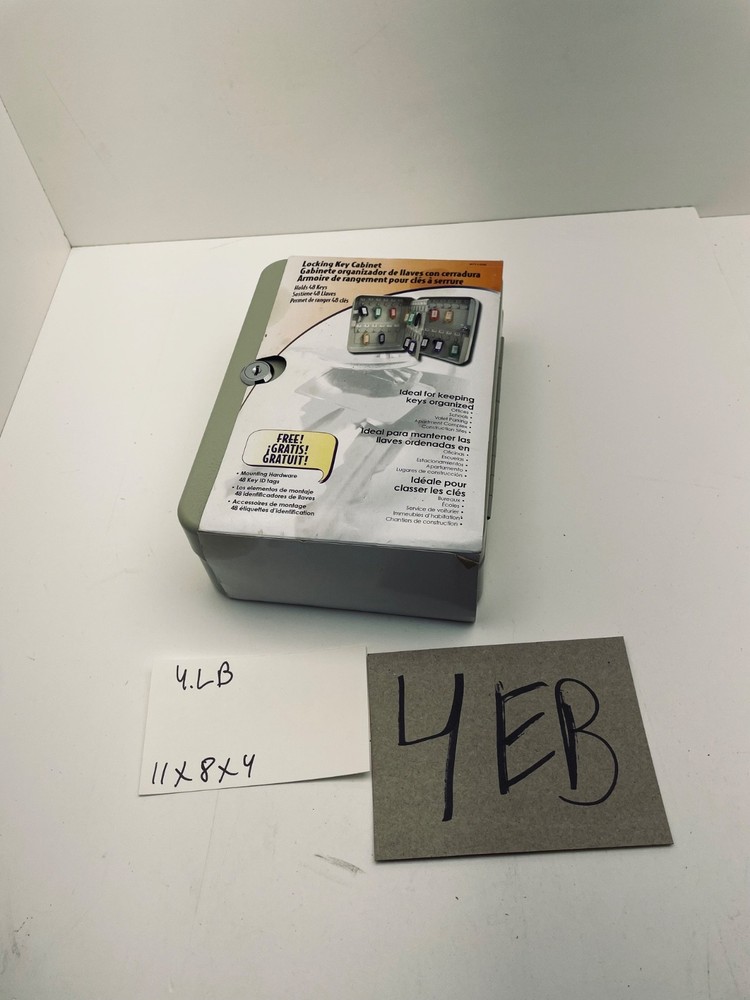 Locking Key Cabinet
Gabinete organizador de llaves con cerradura
Armoire de rangement pour clés à serrure
Holds 48 Keys
Sostiene 48 Llaves
Permet de ranger 48 clés
Ideal for keeping
keys organized
Offices •
Schools •
Valet Parking •
Apartment Complex •
Construction Sites •
Ideal para mantener las
llaves ordenadas en
Oficinas •
Escuelas •
Estacionamientos •
Apartamento •
Lugares de construcción •
Idéale pour
classer les clés
Bureaux •
Écoles •
Service de voiturier •
Immeubles d'habitation •
Chantiers de construction •
FREE!
¡GRATIS!
GRATUIT!
• Mounting Hardware
48 Key ID tags
• Los elementos de montaje
48 identificadores de llaves
• Accessoires de montage
48 étiquettes d'identification
4.LB
11X8X4
4EB